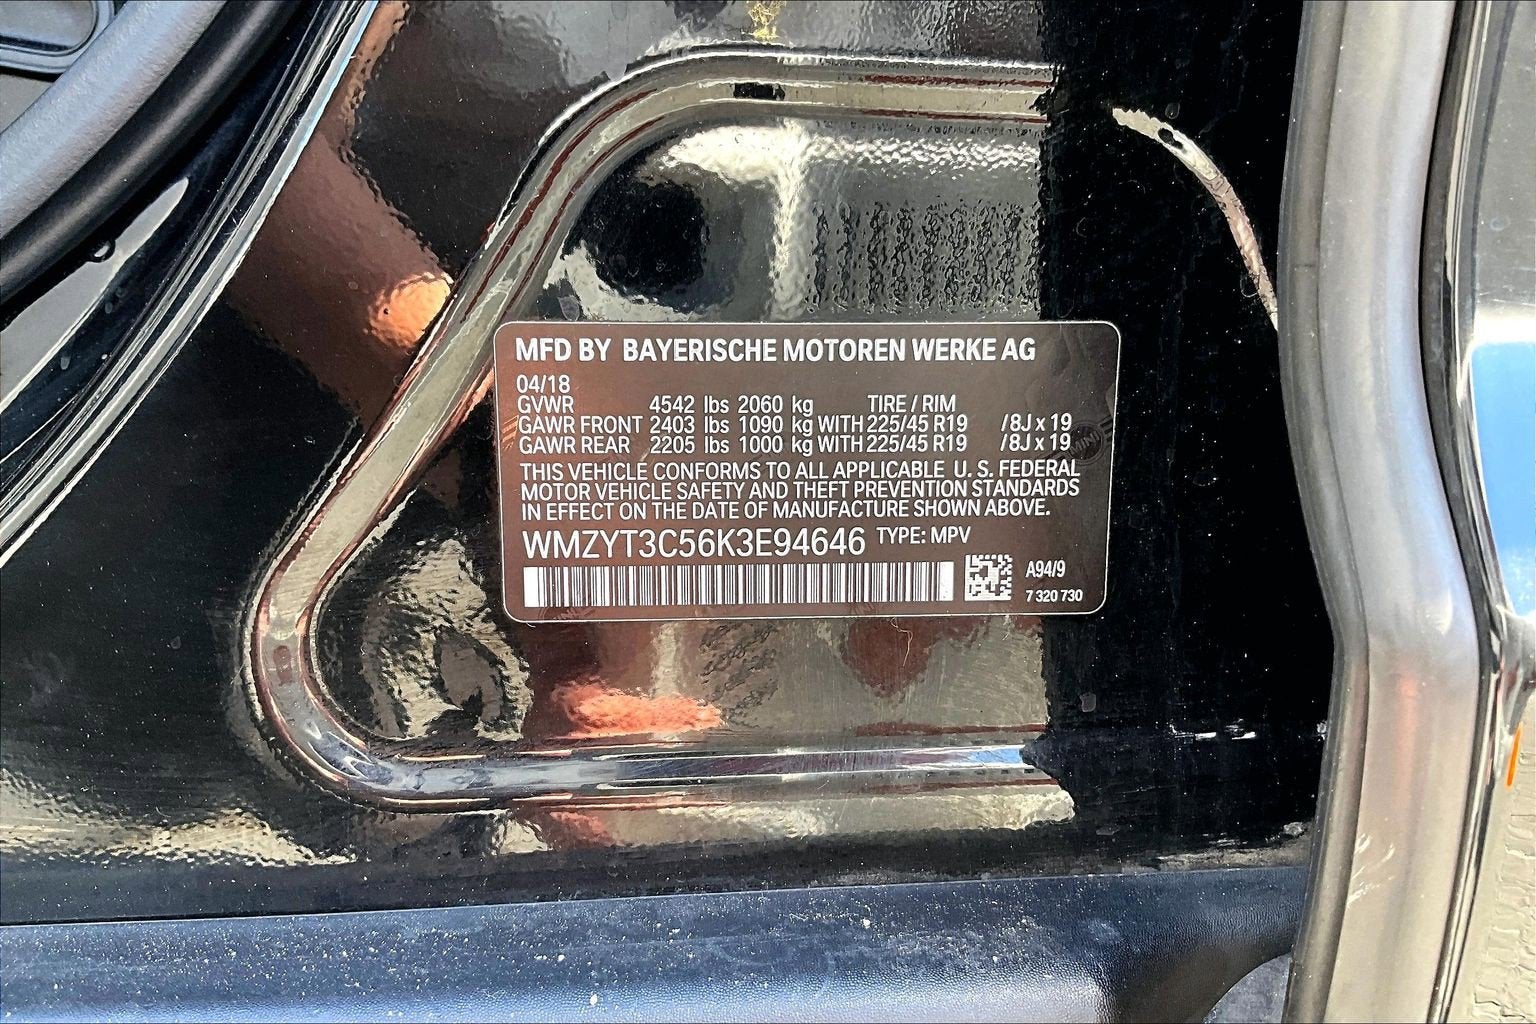 MFD BY BAYERISCHE MOTOREN WERKE AG
04/18
GVWR 4542 lbs 2060 kg TIRE / RIM
GAWR FRONT 2403 lbs 1090 kg WITH 225/45 R19 /8J x 19
GAWR REAR 2205 lbs 1000 kg WITH 225/45 R19 /8J x 19
THIS VEHICLE CONFORMS TO ALL APPLICABLE U. S. FEDERAL
MOTOR VEHICLE SAFETY AND THEFT PREVENTION STANDARDS
IN EFFECT ON THE DATE OF MANUFACTURE SHOWN ABOVE.
WMZYT3C56K3E94646 TYPE: MPV
A94/9
7 320 730
MINI